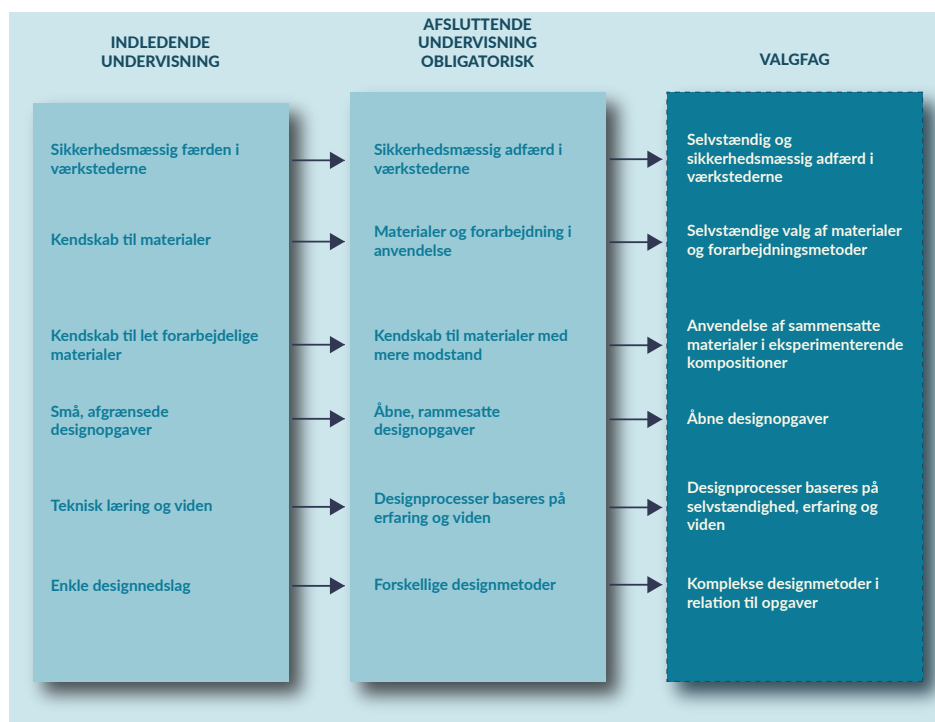 INDLEDENDE
UNDERVISNING
AFSLUTTENDE
UNDERVISNING
OBLIGATORISK
VALGFAG
Sikkerhedsmæssig færden i
værkstederne
Sikkerhedsmæssig adfærd i
værkstederne
Selvstændig og
sikkerhedsmæssig adfærd i
værkstederne
Kendskab til materialer
Materialer og forarbejdning i
anvendelse
Selvstændige valg af materialer
og forarbejdningsmetoder
Kendskab til let forarbejdelige
materialer
Kendskab til materialer med
mere modstand
Anvendelse af sammensatte
materialer i eksperimenterende
kompositioner
Små, afgrænsede
designopgaver
Åbne, rammesatte
designopgaver
Åbne designopgaver
Teknisk læring og viden
Designprocesser baseres på
erfaring og viden
Designprocesser baseres på
selvstændighed, erfaring og
viden
Enkle designnedslag
Forskellige designmetoder
Komplekse designmetoder i
relation til opgaver